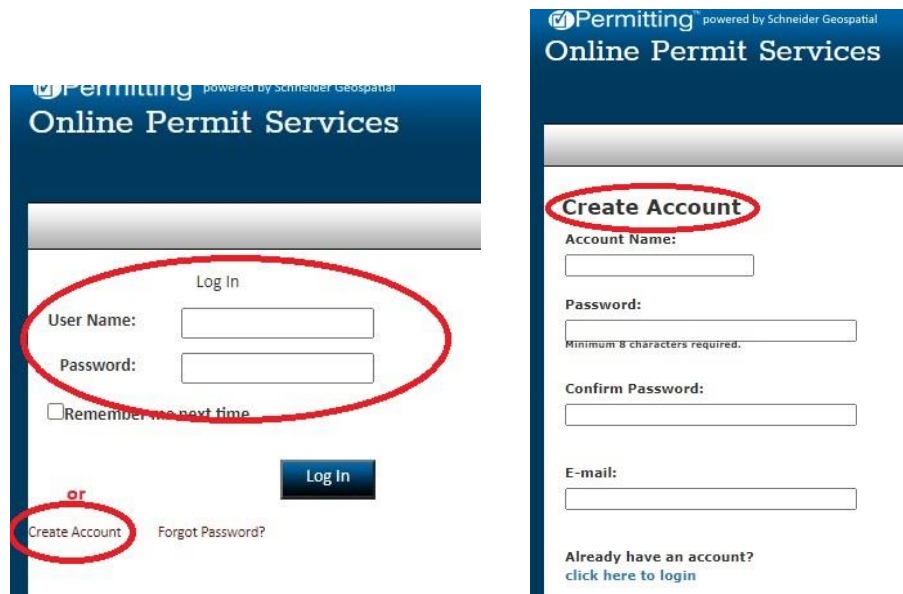 Permitting powered by Schneider Geospatial
Online Permit Services
Log In
User Name:
Password:
Remember me next time
Log In
or
Create Account Forgot Password?
Permitting™ powered by Schneider Geospatial
Online Permit Services
Create Account
Account Name:
Password:
Minimum 8 characters required.
Confirm Password:
E-mail:
Already have an account?
click here to login